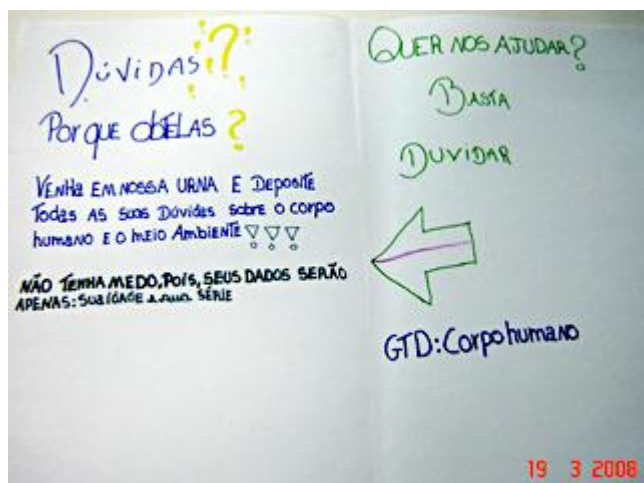 DÚVIDAS?
Por QUE obtê-LAS?
VENHA EM NOSSA URNA E DEPOSITE
Todas AS suas Dúvidas sobre o corpo
humano E o MEIO AMBIENTE!!!
NÃO TENHA MEDO, Pois, SEUS DADOS SERÃO
APENAS: Sua IDADE e sua SÉRIE
QUER NOS AJUDAR?
BASTA
DUVIDAR
GTD: Corpo humano
19 3 2008